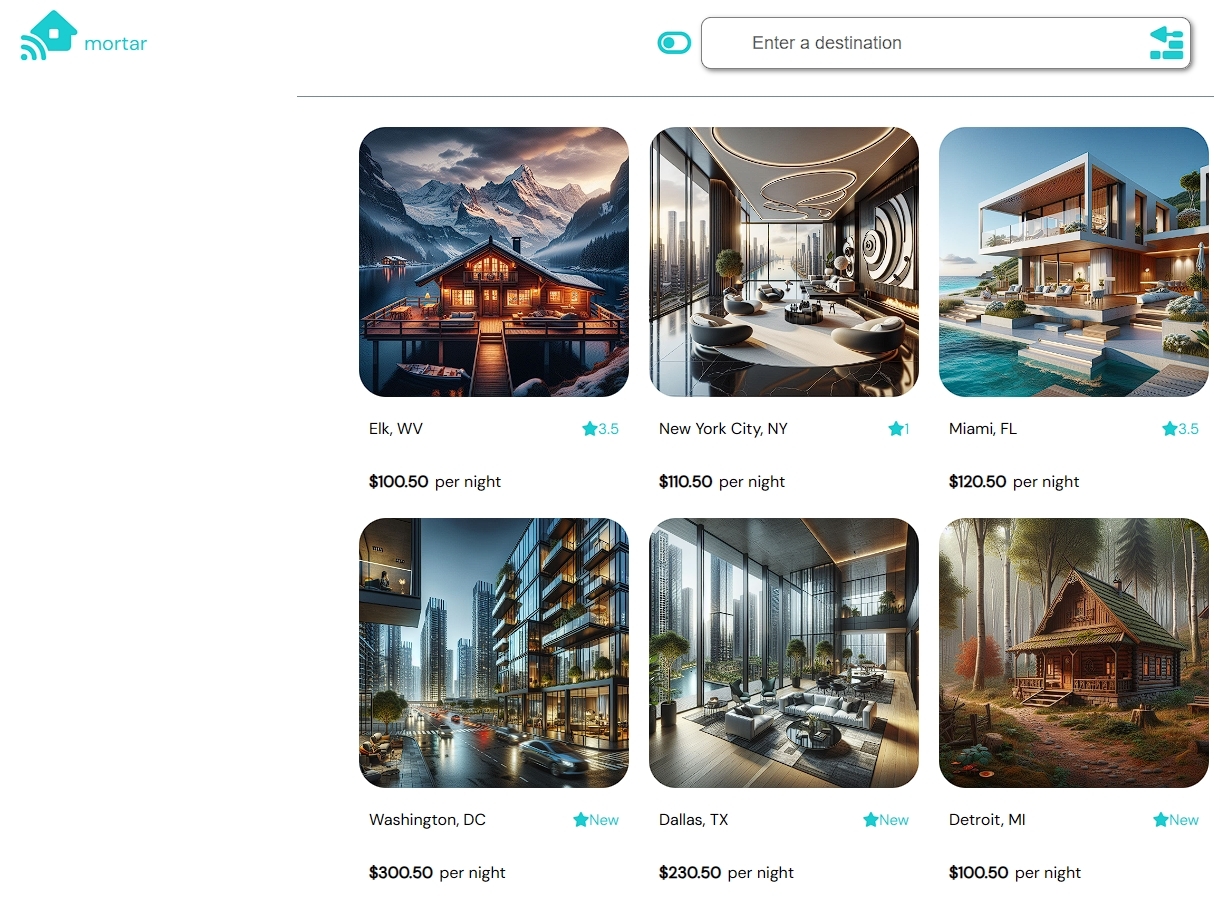 mortar
Enter a destination
Elk, WV
3.5
New York City, NY
1
Miami, FL
3.5
$100.50 per night
$110.50 per night
$120.50 per night
Washington, DC
New
Dallas, TX
New
Detroit, MI
New
$300.50 per night
$230.50 per night
$100.50 per night